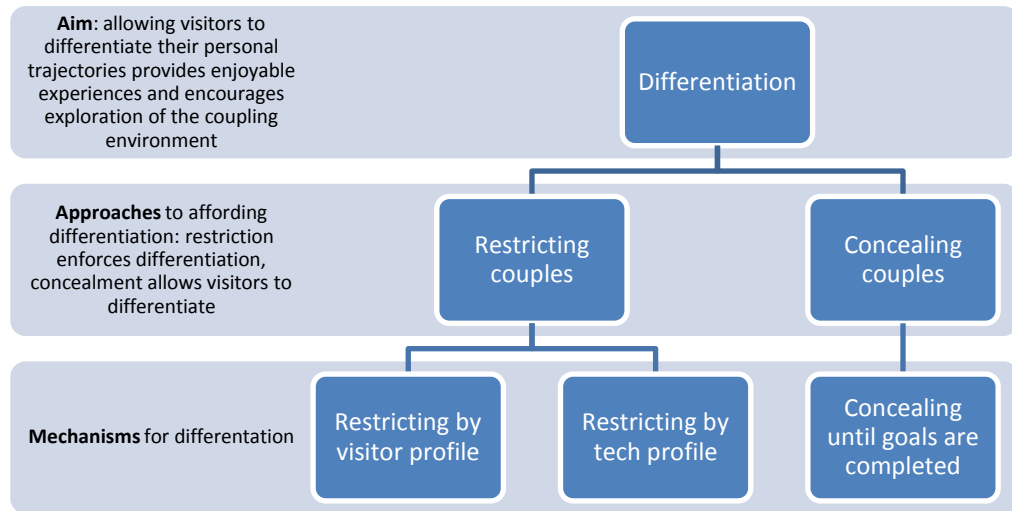 Aim: allowing visitors to
differentiate their personal
trajectories provides enjoyable
experiences and encourages
exploration of the coupling
environment
Differentiation
Approaches to affording
differentiation: restriction
enforces differentiation,
concealment allows visitors to
differentiate
Restricting
couples
Concealing
couples
Mechanisms for differentation
Restricting by
visitor profile
Restricting by
tech profile
Concealing
until goals are
completed